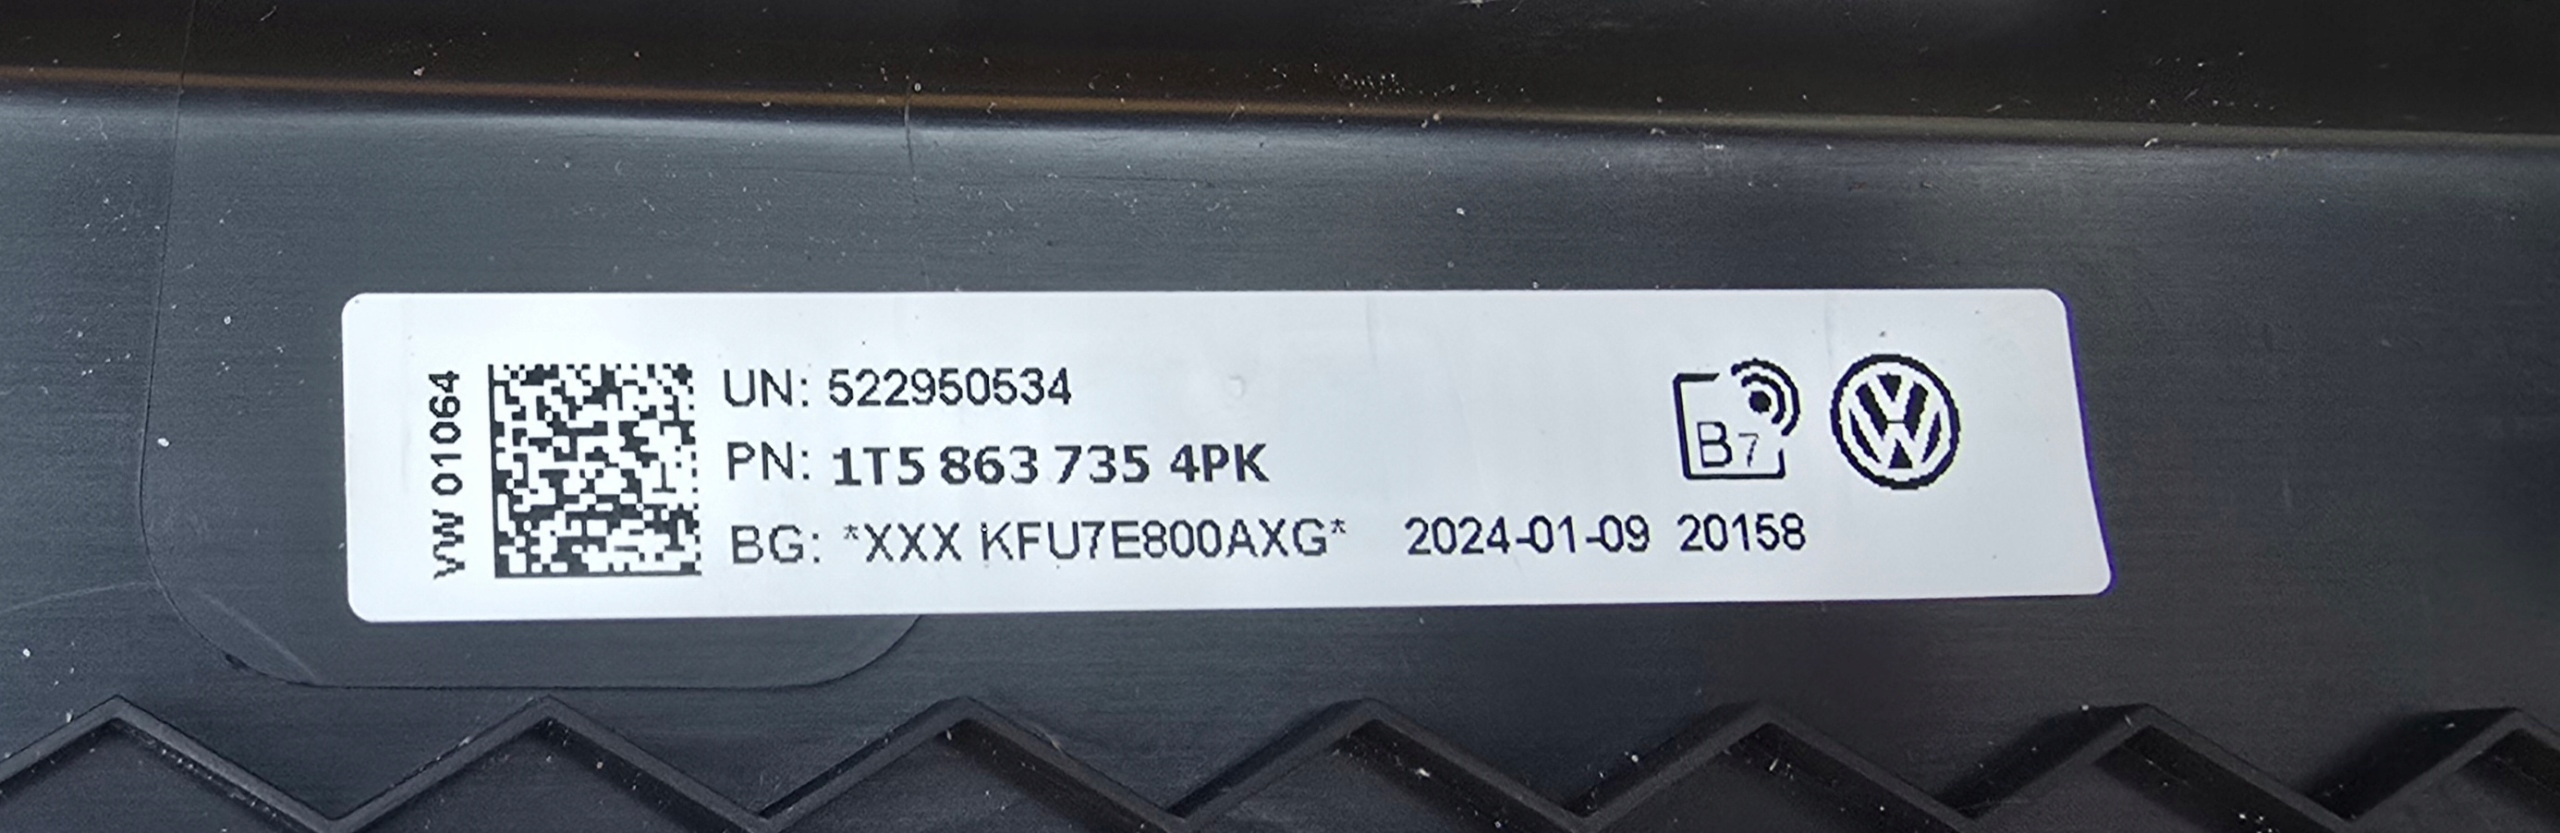 VW 01064
UN: 522950534
PN: 1T5 863 735 4PK
BG: *XXX KFU7E800AXG* 2024-01-09 20158
B7